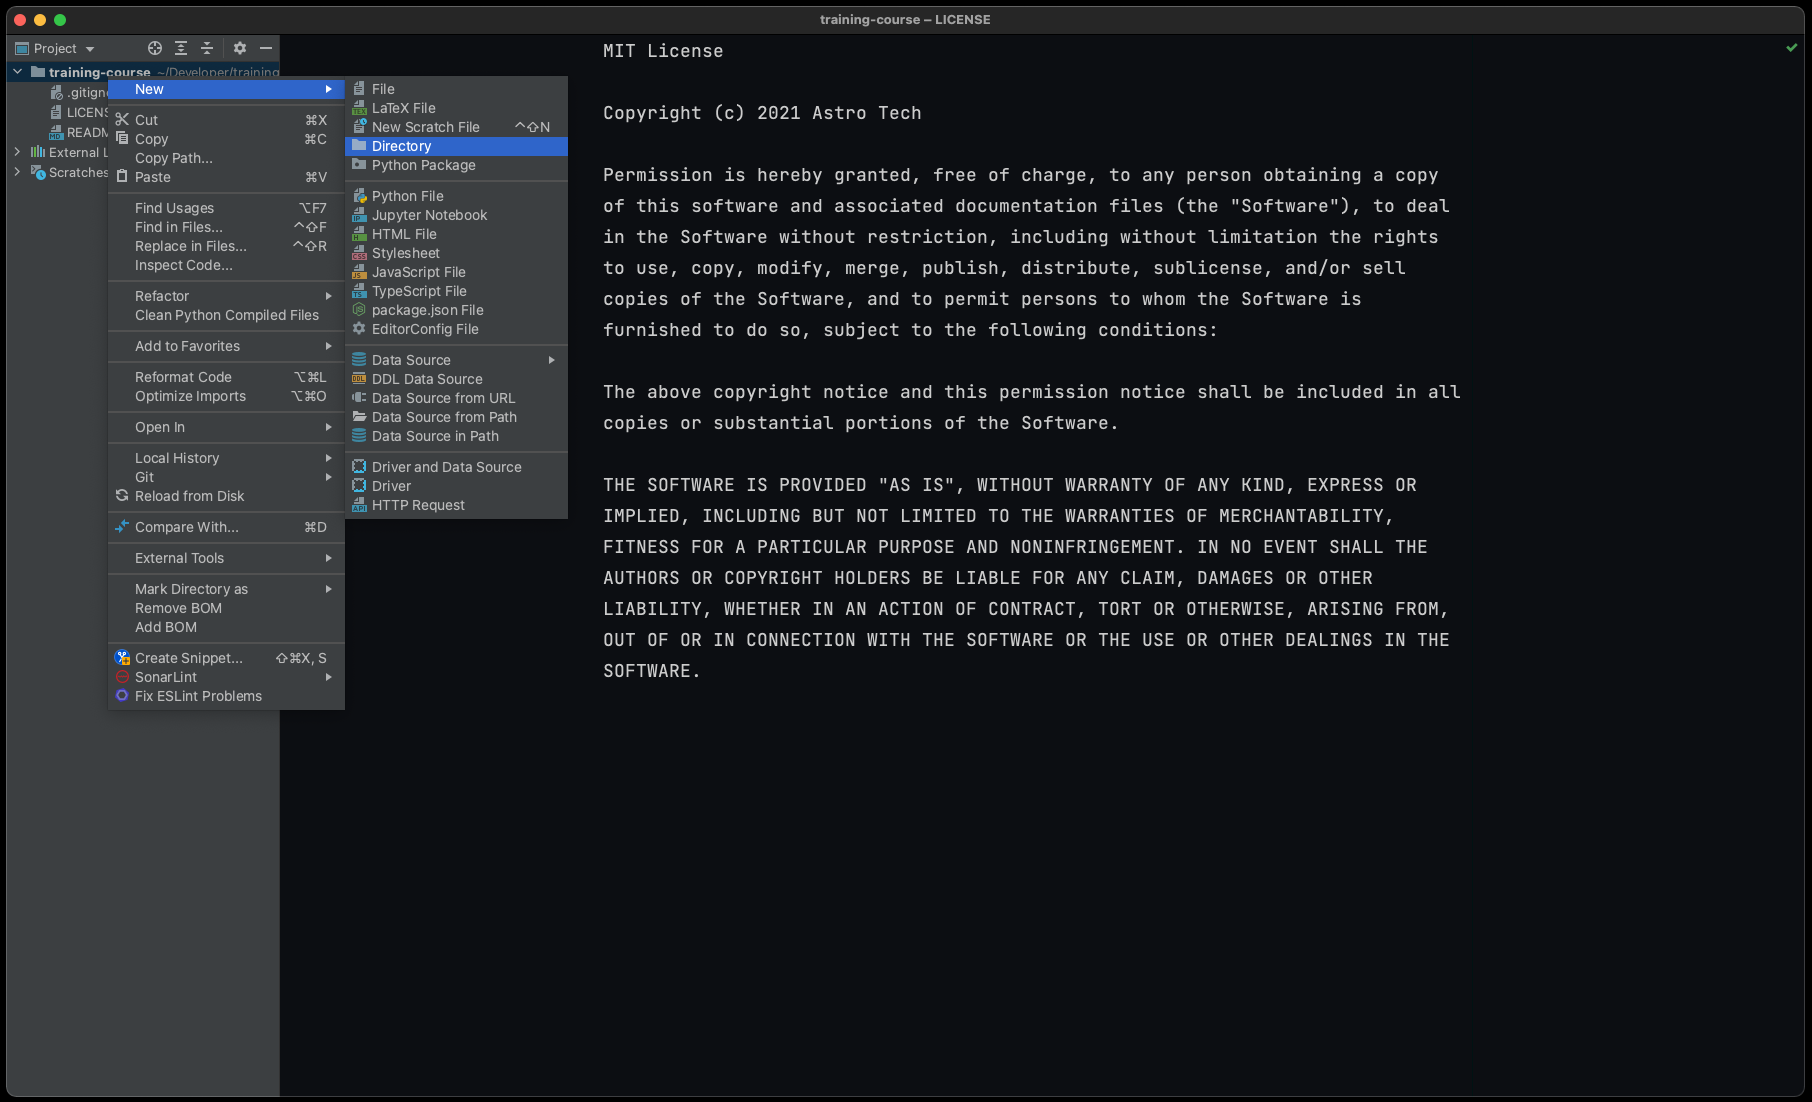 training-course – LICENSE
Project
training-course ~/Developer/training
.gitign
LICENS
READM
External L
Scratches
New
Cut ⌘X
Copy ⌘C
Copy Path...
Paste ⌘V
Find Usages ⌥F7
Find in Files... ^⇧F
Replace in Files... ^⇧R
Inspect Code...
Refactor
Clean Python Compiled Files
Add to Favorites
Reformat Code ⌥⌘L
Optimize Imports ⌥⌘O
Open In
Local History
Git
Reload from Disk
Compare With... ⌘D
External Tools
Mark Directory as
Remove BOM
Add BOM
Create Snippet... ⇧⌘X, S
SonarLint
Fix ESLint Problems
File
LaTeX File
New Scratch File ^⇧N
Directory
Python Package
Python File
Jupyter Notebook
HTML File
Stylesheet
JavaScript File
TypeScript File
package.json File
EditorConfig File
Data Source
DDL Data Source
Data Source from URL
Data Source from Path
Data Source in Path
Driver and Data Source
Driver
HTTP Request
MIT License
Copyright (c) 2021 Astro Tech
Permission is hereby granted, free of charge, to any person obtaining a copy
of this software and associated documentation files (the "Software"), to deal
in the Software without restriction, including without limitation the rights
to use, copy, modify, merge, publish, distribute, sublicense, and/or sell
copies of the Software, and to permit persons to whom the Software is
furnished to do so, subject to the following conditions:
The above copyright notice and this permission notice shall be included in all
copies or substantial portions of the Software.
THE SOFTWARE IS PROVIDED "AS IS", WITHOUT WARRANTY OF ANY KIND, EXPRESS OR
IMPLIED, INCLUDING BUT NOT LIMITED TO THE WARRANTIES OF MERCHANTABILITY,
FITNESS FOR A PARTICULAR PURPOSE AND NONINFRINGEMENT. IN NO EVENT SHALL THE
AUTHORS OR COPYRIGHT HOLDERS BE LIABLE FOR ANY CLAIM, DAMAGES OR OTHER
LIABILITY, WHETHER IN AN ACTION OF CONTRACT, TORT OR OTHERWISE, ARISING FROM,
OUT OF OR IN CONNECTION WITH THE SOFTWARE OR THE USE OR OTHER DEALINGS IN THE
SOFTWARE.